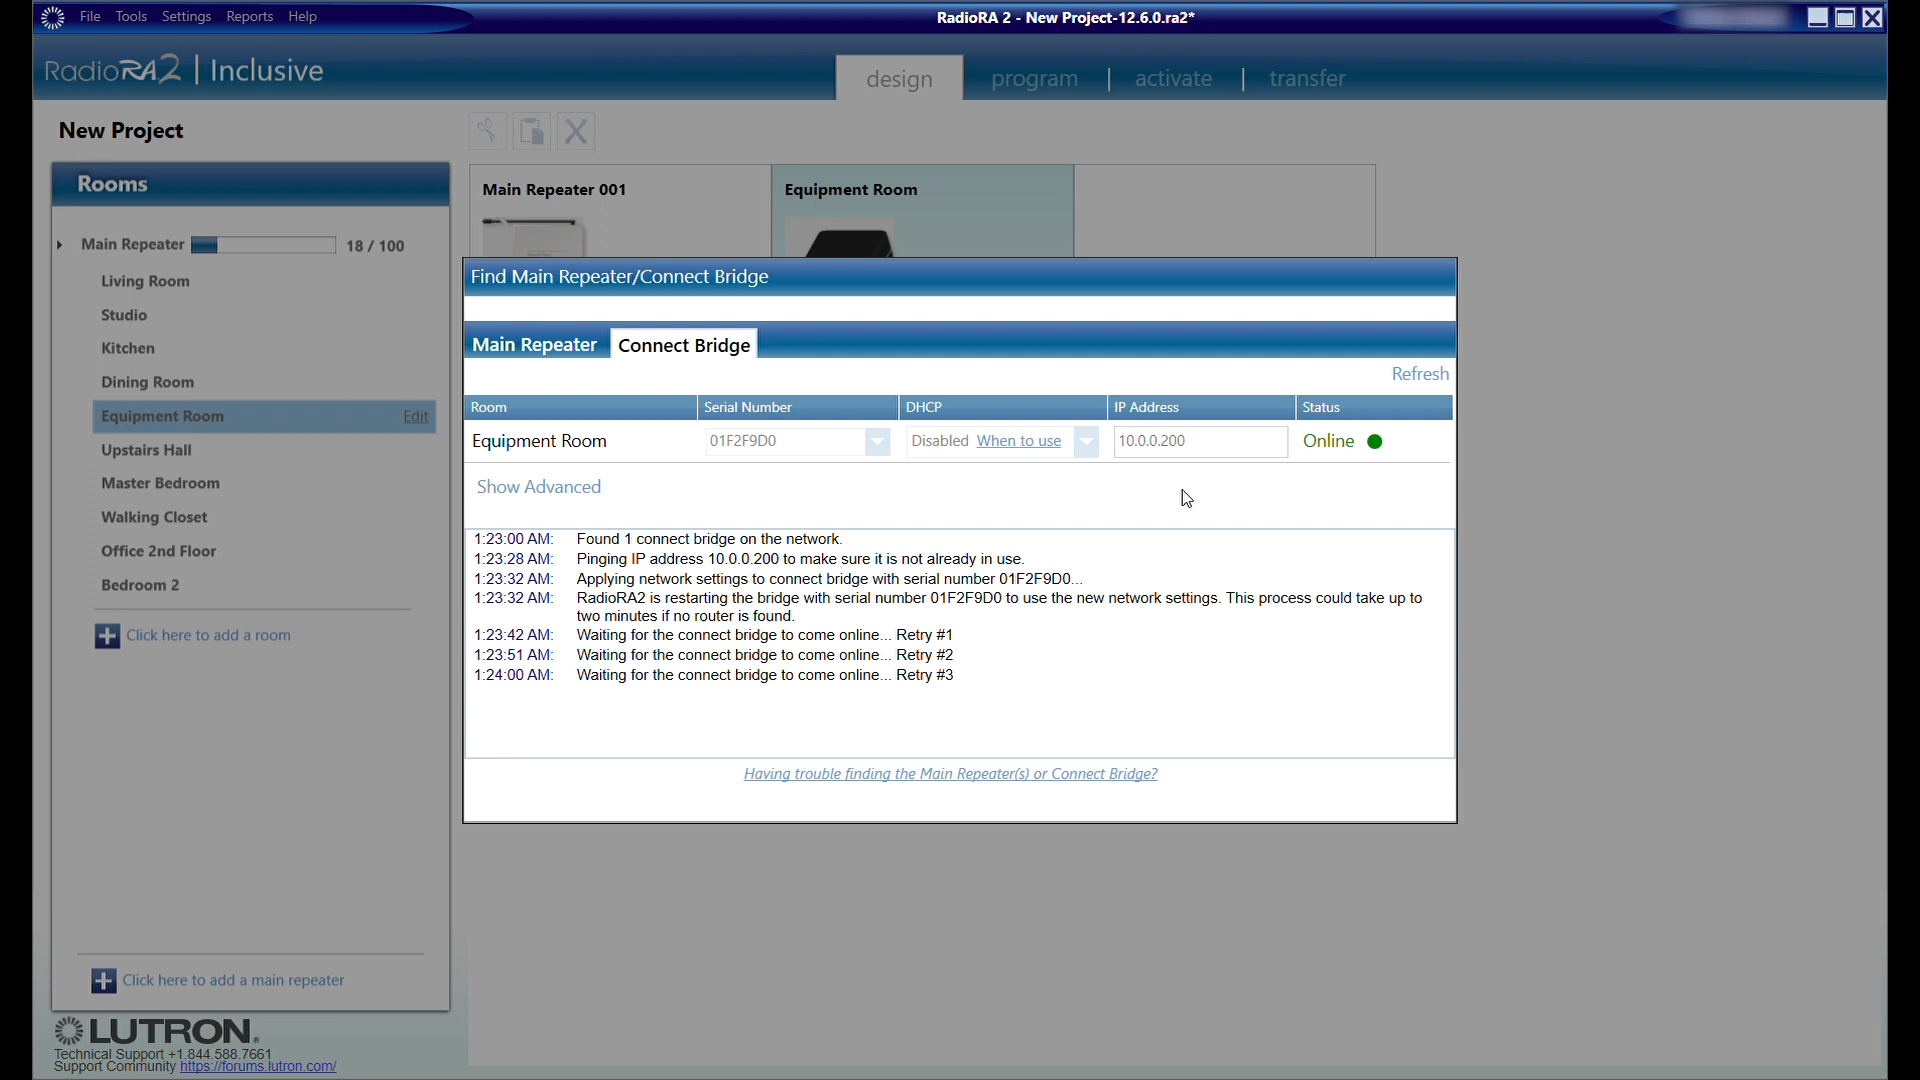 File Tools Settings Reports Help
RadioRA 2 - New Project-12.6.0.ra2*
RadioRA2 | Inclusive
design
program | activate | transfer
New Project
Rooms
Main Repeater 18 / 100
Living Room
Studio
Kitchen
Dining Room
Equipment Room Edit
Upstairs Hall
Master Bedroom
Walking Closet
Office 2nd Floor
Bedroom 2
Click here to add a room
Click here to add a main repeater
LUTRON.
Technical Support +1.844.588.7661
Support Community https://forums.lutron.com/
Main Repeater 001
Equipment Room
Find Main Repeater/Connect Bridge
Main Repeater Connect Bridge
Refresh
Room Serial Number DHCP IP Address Status
Equipment Room 01F2F9D0 Disabled When to use 10.0.0.200 Online
Show Advanced
1:23:00 AM: Found 1 connect bridge on the network.
1:23:28 AM: Pinging IP address 10.0.0.200 to make sure it is not already in use.
1:23:32 AM: Applying network settings to connect bridge with serial number 01F2F9D0...
1:23:32 AM: RadioRA2 is restarting the bridge with serial number 01F2F9D0 to use the new network settings. This process could take up to
two minutes if no router is found.
1:23:42 AM: Waiting for the connect bridge to come online... Retry #1
1:23:51 AM: Waiting for the connect bridge to come online... Retry #2
1:24:00 AM: Waiting for the connect bridge to come online... Retry #3
Having trouble finding the Main Repeater(s) or Connect Bridge?